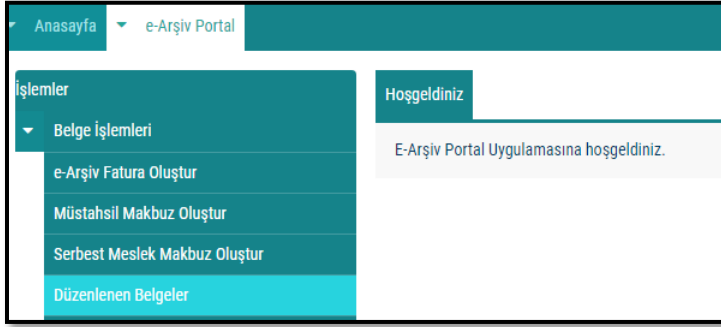 Anasayfa
e-Arşiv Portal
İşlemler
Belge İşlemleri
e-Arşiv Fatura Oluştur
Müstahsil Makbuz Oluştur
Serbest Meslek Makbuz Oluştur
Düzenlenen Belgeler
Hoşgeldiniz
E-Arşiv Portal Uygulamasına hoşgeldiniz.